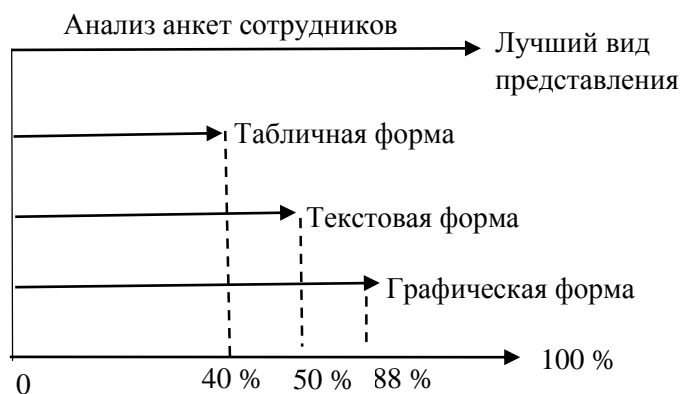 Анализ анкет сотрудников
Лучший вид
представления
Табличная форма
Текстовая форма
Графическая форма
100 %
0
40 %
50 %
88 %